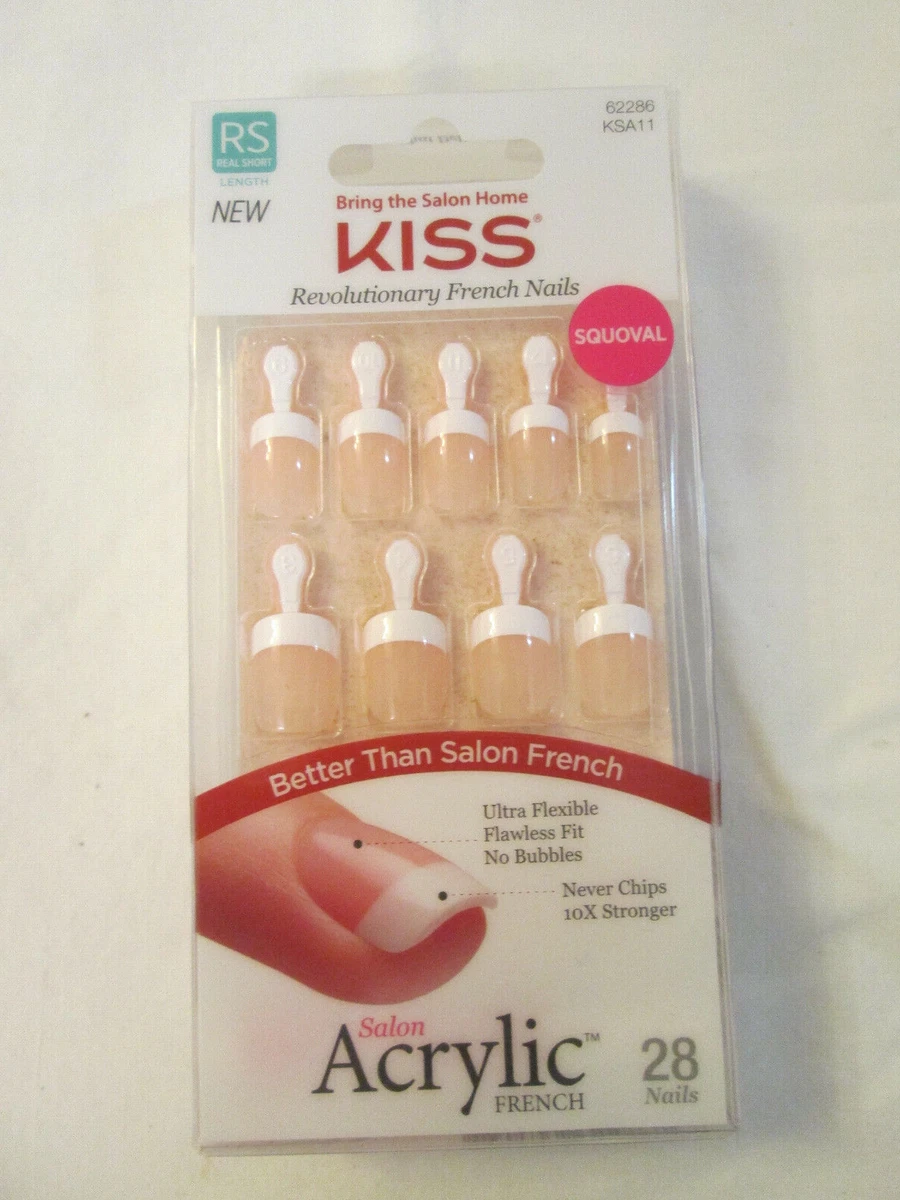 RS
REAL SHORT
LENGTH
NEW
62286
KSA11
Bring the Salon Home
KISS®
Revolutionary French Nails
SQUOVAL
Better Than Salon French
Ultra Flexible
Flawless Fit
No Bubbles
Never Chips
10X Stronger
Salon
Acrylic™
FRENCH
28
Nails